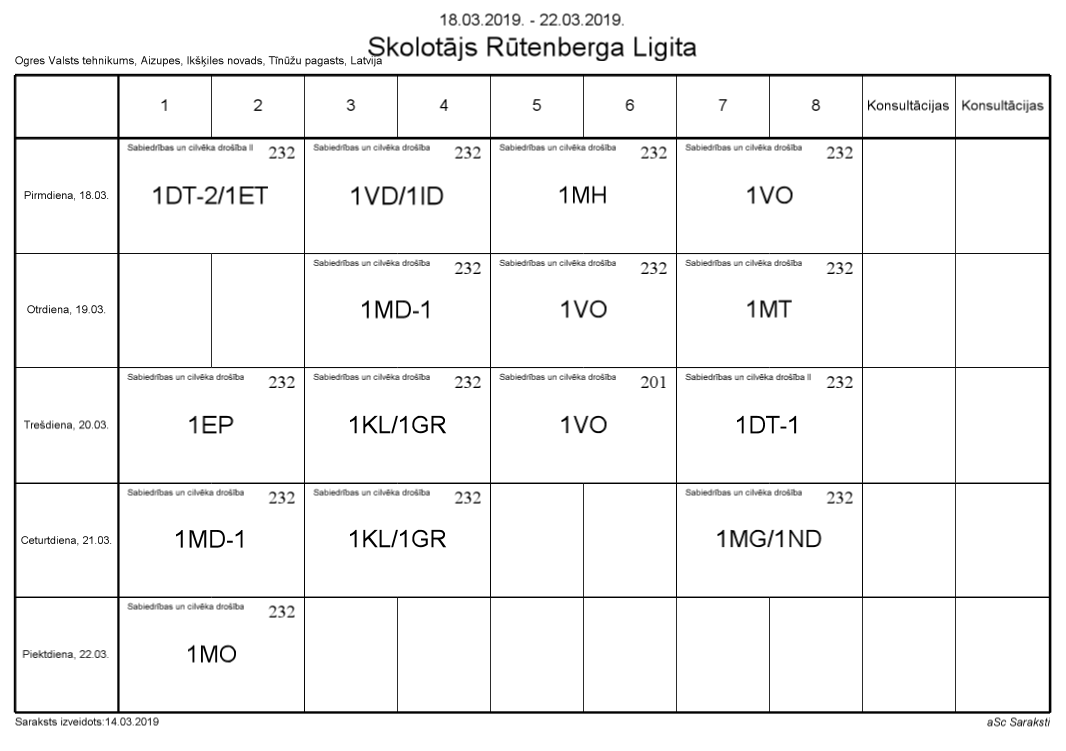 18.03.2019. - 22.03.2019.
Skolotājs Rūtenberga Ligita
Ogres Valsts tehnikums, Aizupes, Ikšķiles novads, Tīnūžu pagasts, Latvija
1 2 3 4 5 6 7 8 Konsultācijas Konsultācijas
Sabiedrības un cilvēka drošība II 232 Sabiedrības un cilvēka drošība 232 Sabiedrības un cilvēka drošība 232 Sabiedrības un cilvēka drošība 232
Pirmdiena, 18.03. 1DT-2/1ET 1VD/1ID 1MH 1VO
Sabiedrības un cilvēka drošība 232 Sabiedrības un cilvēka drošība 232 Sabiedrības un cilvēka drošība 232
Otrdiena, 19.03. 1MD-1 1VO 1MT
Sabiedrības un cilvēka drošība 232 Sabiedrības un cilvēka drošība 232 Sabiedrības un cilvēka drošība 201 Sabiedrības un cilvēka drošība II 232
Trešdiena, 20.03. 1EP 1KL/1GR 1VO 1DT-1
Sabiedrības un cilvēka drošība 232 Sabiedrības un cilvēka drošība 232 Sabiedrības un cilvēka drošība 232
Ceturtdiena, 21.03. 1MD-1 1KL/1GR 1MG/1ND
Sabiedrības un cilvēka drošība 232
Piektdiena, 22.03. 1MO
Saraksts izveidots:14.03.2019 aSc Saraksti